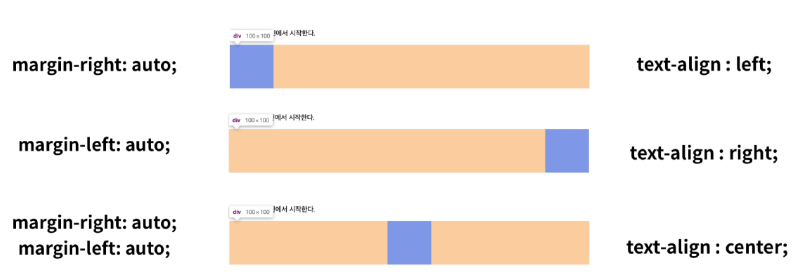 div 100 x 100 에서 시작한다.
margin-right: auto;
text-align : left;
div 100 x 100 에서 시작한다.
margin-left: auto;
text-align : right;
div 100 x 100 에서 시작한다.
margin-right: auto;
margin-left: auto;
text-align : center;